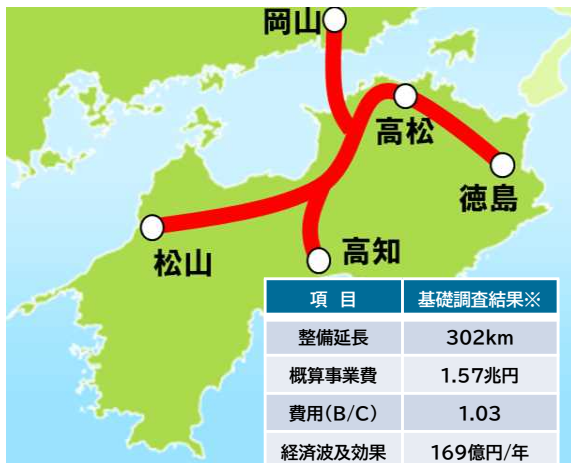 岡山
高松
徳島
松山
高知
項 目 基礎調査結果※
整備延長 302km
概算事業費 1.57兆円
費用(B/C) 1.03
経済波及効果 169億円/年